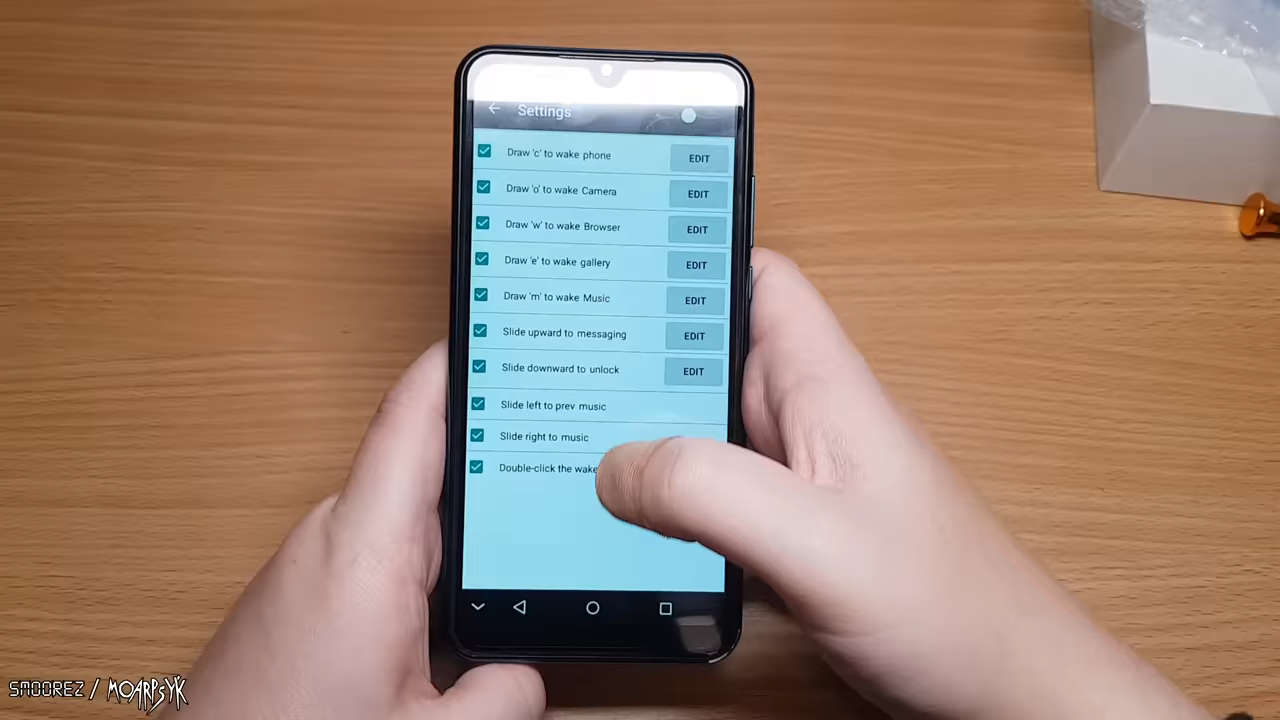 Settings
Draw 'c' to wake phone
EDIT
Draw 'o' to wake Camera
EDIT
Draw 'w' to wake Browser
EDIT
Draw 'e' to wake gallery
EDIT
Draw 'm' to wake Music
EDIT
Slide upward to messaging
EDIT
Slide downward to unlock
EDIT
Slide left to prev music
Slide right to music
Double-click the wake
SMOOREZ / MOARPSYK